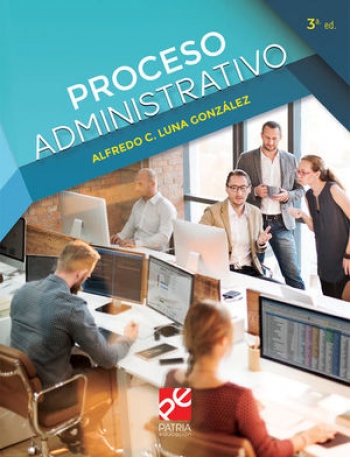 3ª. ed.
PROCESO
ADMINISTRATIVO
ALFREDO C. LUNA GONZÁLEZ
PATRIA